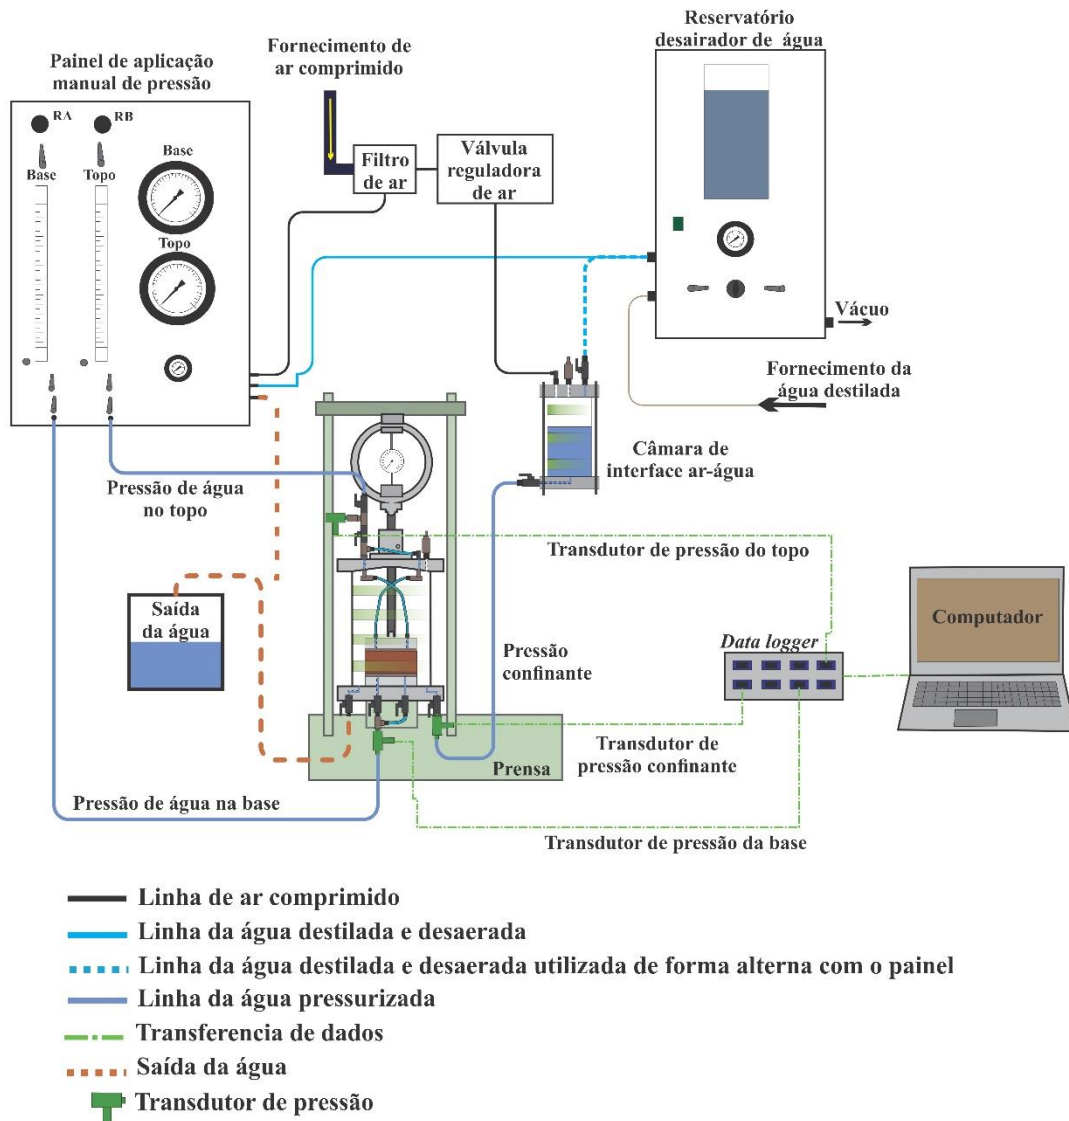 Reservatório
desairador de água
Painel de aplicação
manual de pressão
Fornecimento de
ar comprimido
RA
RB
Base
Topo
Base
Topo
Filtro
de ar
Válvula
reguladora
de ar
Vácuo
Fornecimento da
água destilada
Câmara de
interface ar-água
Pressão de água
no topo
Transdutor de pressão do topo
Saída
da água
Computador
Data logger
Pressão
confinante
Transdutor de
pressão confinante
Prensa
Pressão de água na base
Transdutor de pressão da base
Linha de ar comprimido
Linha da água destilada e desaerada
Linha da água destilada e desaerada utilizada de forma alterna com o painel
Linha da água pressurizada
Transferencia de dados
Saída da água
Transdutor de pressão